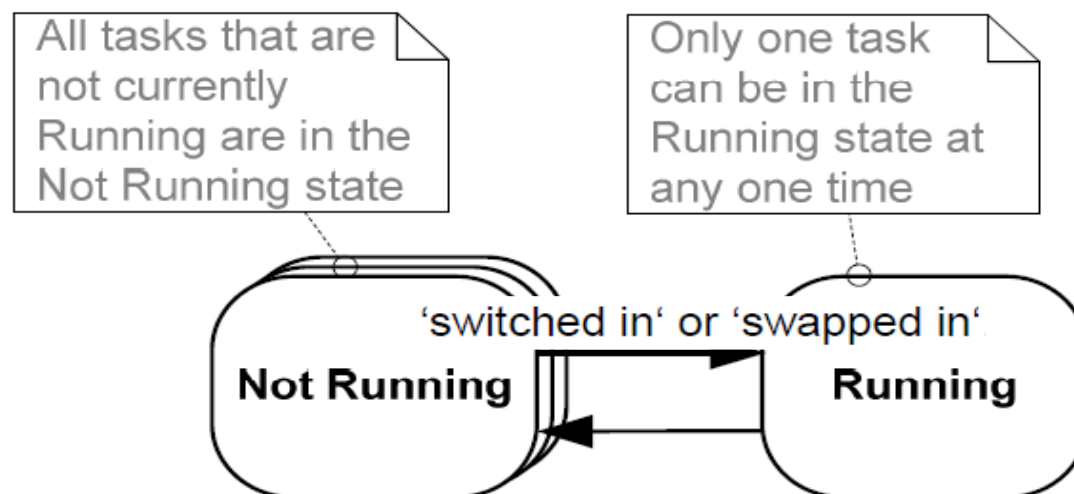 All tasks that are
not currently
Running are in the
Not Running state
Only one task
can be in the
Running state at
any one time
‘switched in‘ or ‘swapped in‘
Not Running
Running